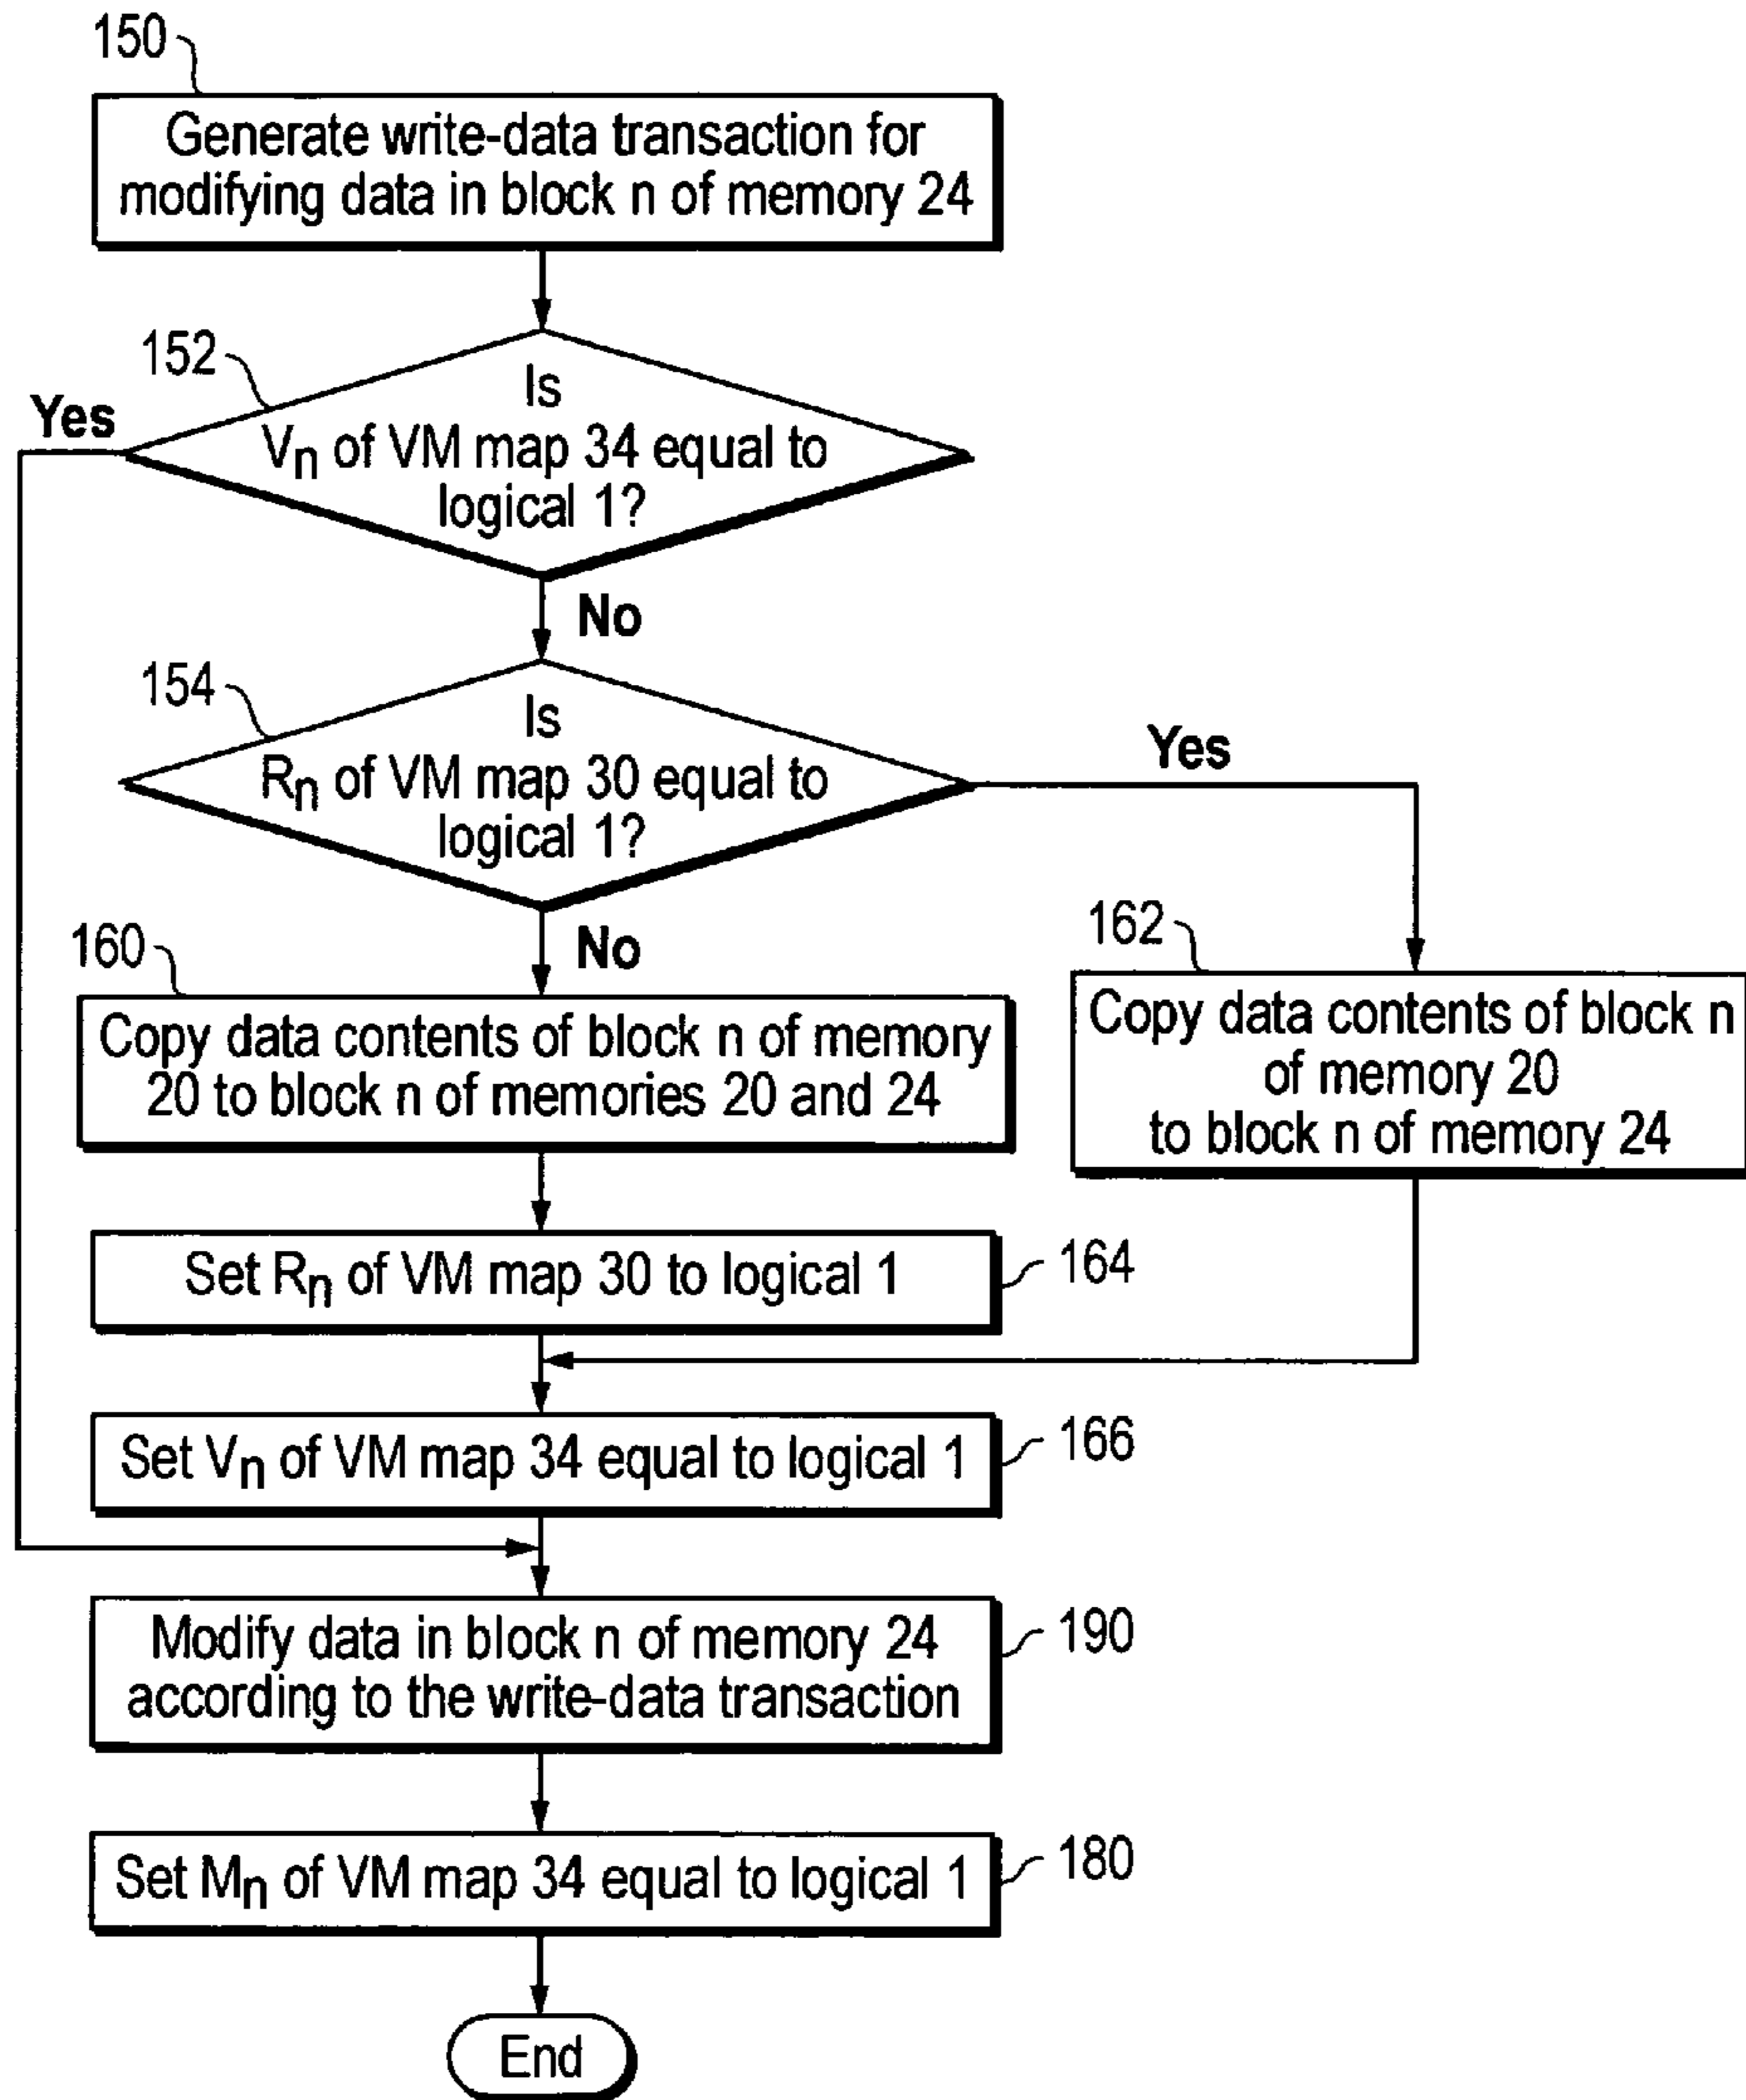 150
Generate write-data transaction for
modifying data in block n of memory 24
152
Yes
Is
Vn of VM map 34 equal to
logical 1?
No
154
Is
Rn of VM map 30 equal to
logical 1?
Yes
No
160
Copy data contents of block n of memory
20 to block n of memories 20 and 24
162
Copy data contents of block n
of memory 20
to block n of memory 24
Set Rn of VM map 30 to logical 1
164
Set Vn of VM map 34 equal to logical 1
166
Modify data in block n of memory 24
according to the write-data transaction
190
Set Mn of VM map 34 equal to logical 1
180
End